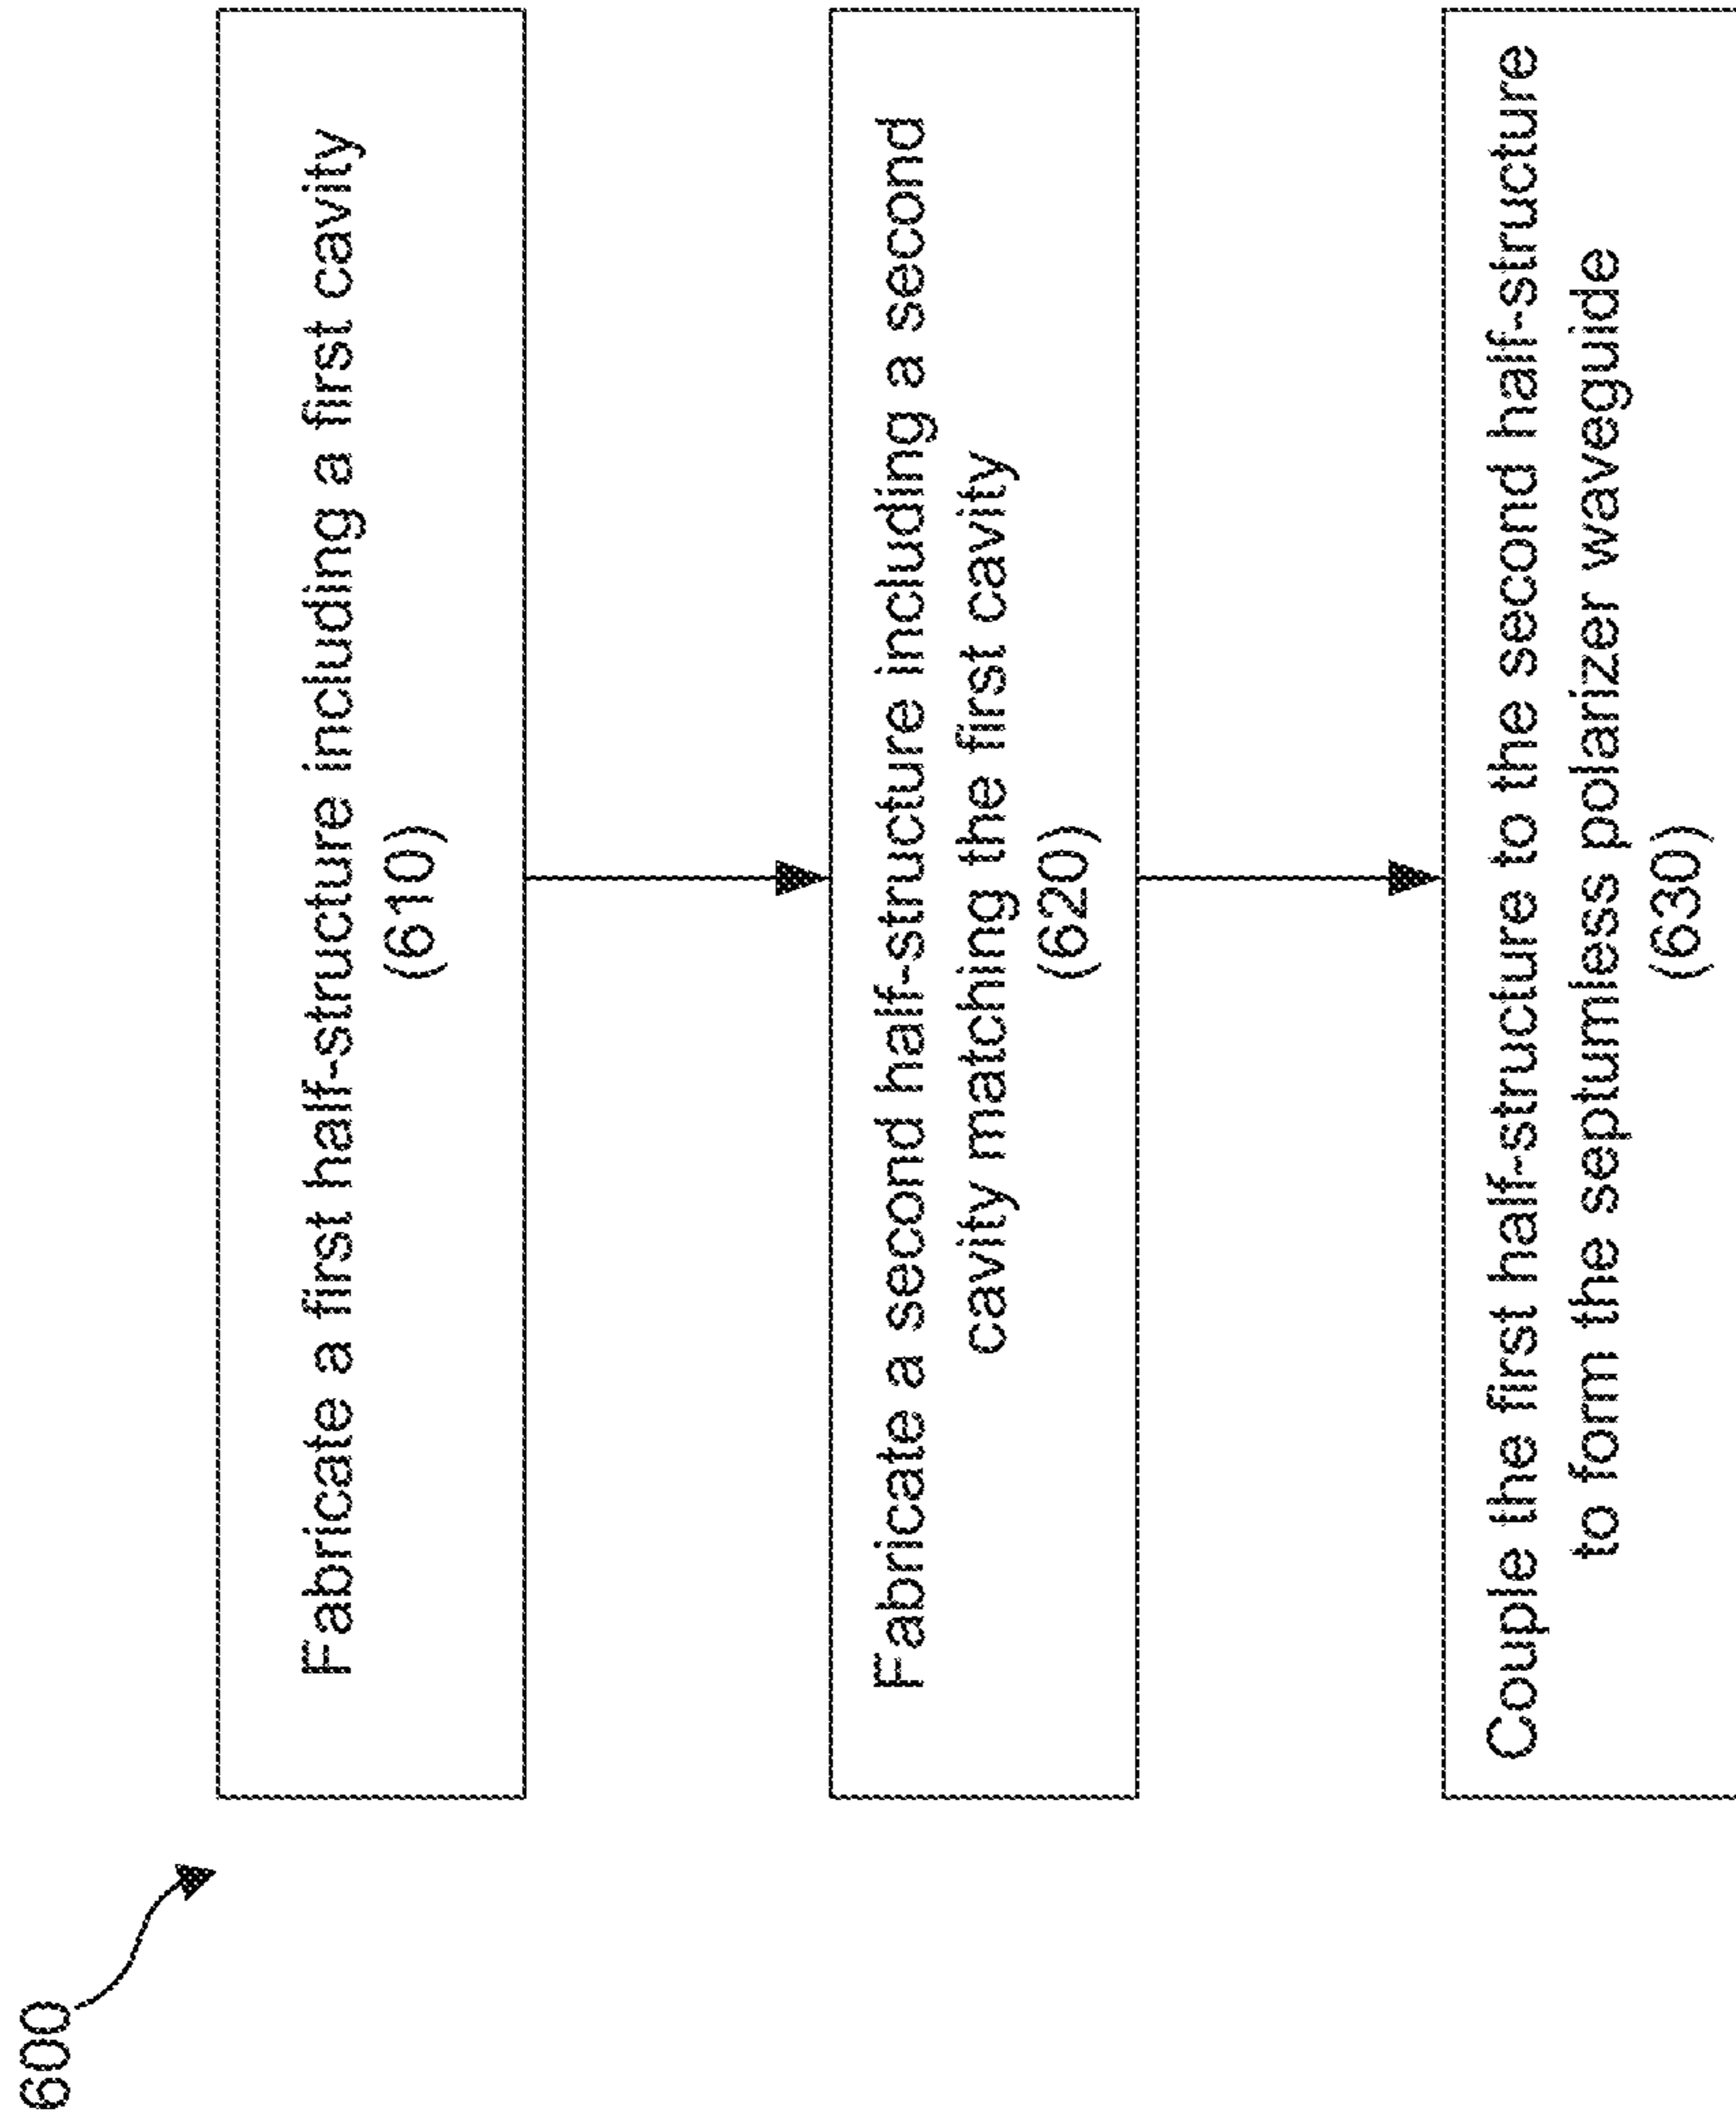 600
Fabricate a first half-structure including a first cavity
(610)
Fabricate a second half-structure including a second
cavity matching the first cavity
(620)
Couple the first half-structure to the second half-structure
to form the septumless polarizer waveguide
(630)